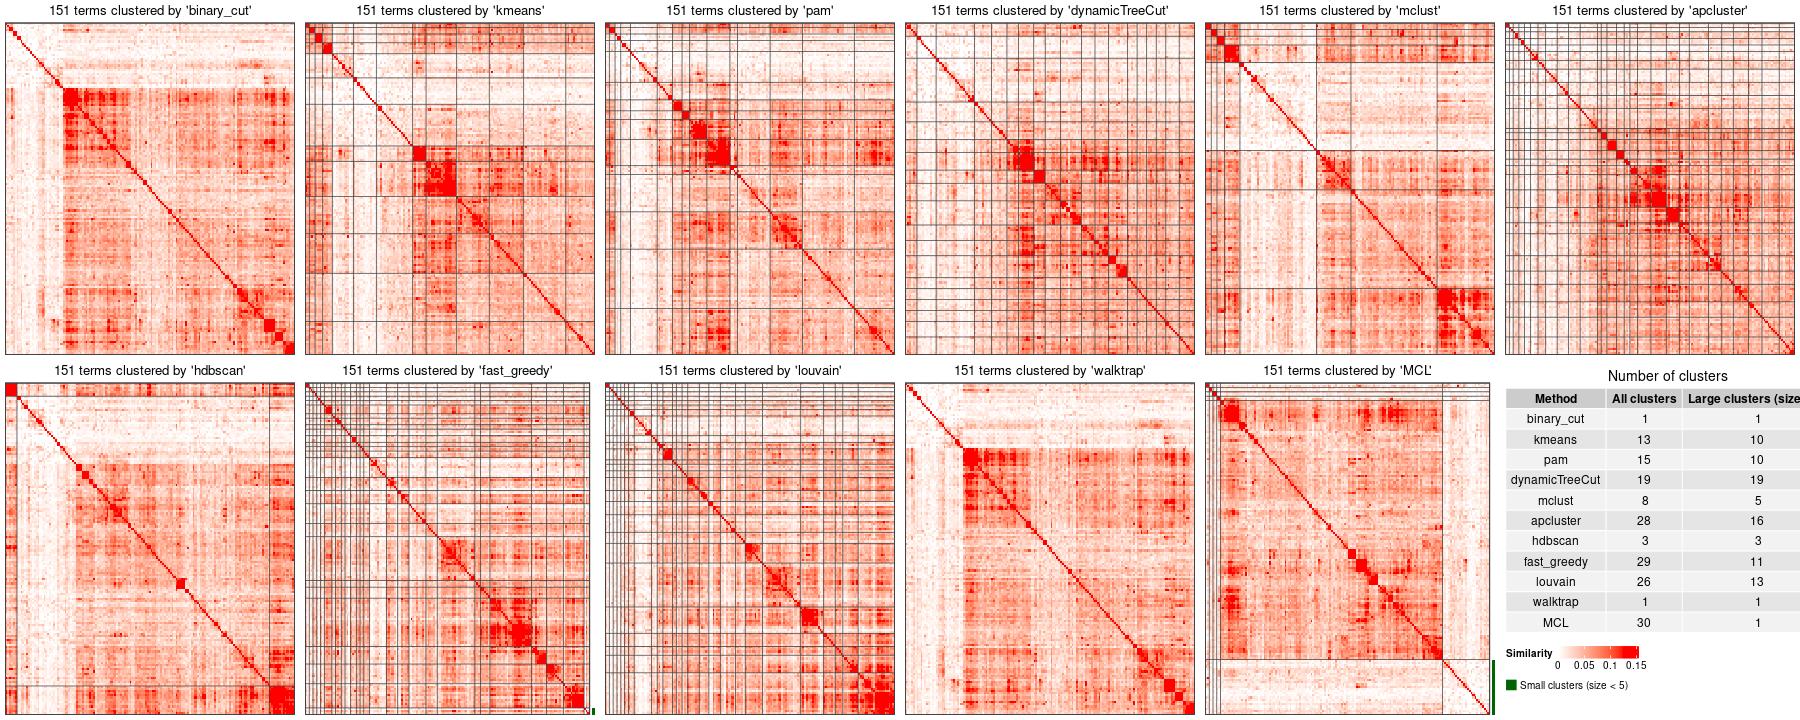 151 terms clustered by 'binary_cut'
151 terms clustered by 'kmeans'
151 terms clustered by 'pam'
151 terms clustered by 'dynamicTreeCut'
151 terms clustered by 'mclust'
151 terms clustered by 'apcluster'
151 terms clustered by 'hdbscan'
151 terms clustered by 'fast_greedy'
151 terms clustered by 'louvain'
151 terms clustered by 'walktrap'
151 terms clustered by 'MCL'
Number of clusters
Method All clusters Large clusters (size
binary_cut 1 1
kmeans 13 10
pam 15 10
dynamicTreeCut 19 19
mclust 8 5
apcluster 28 16
hdbscan 3 3
fast_greedy 29 11
louvain 26 13
walktrap 1 1
MCL 30 1
Similarity
0 0.05 0.1 0.15
Small clusters (size < 5)